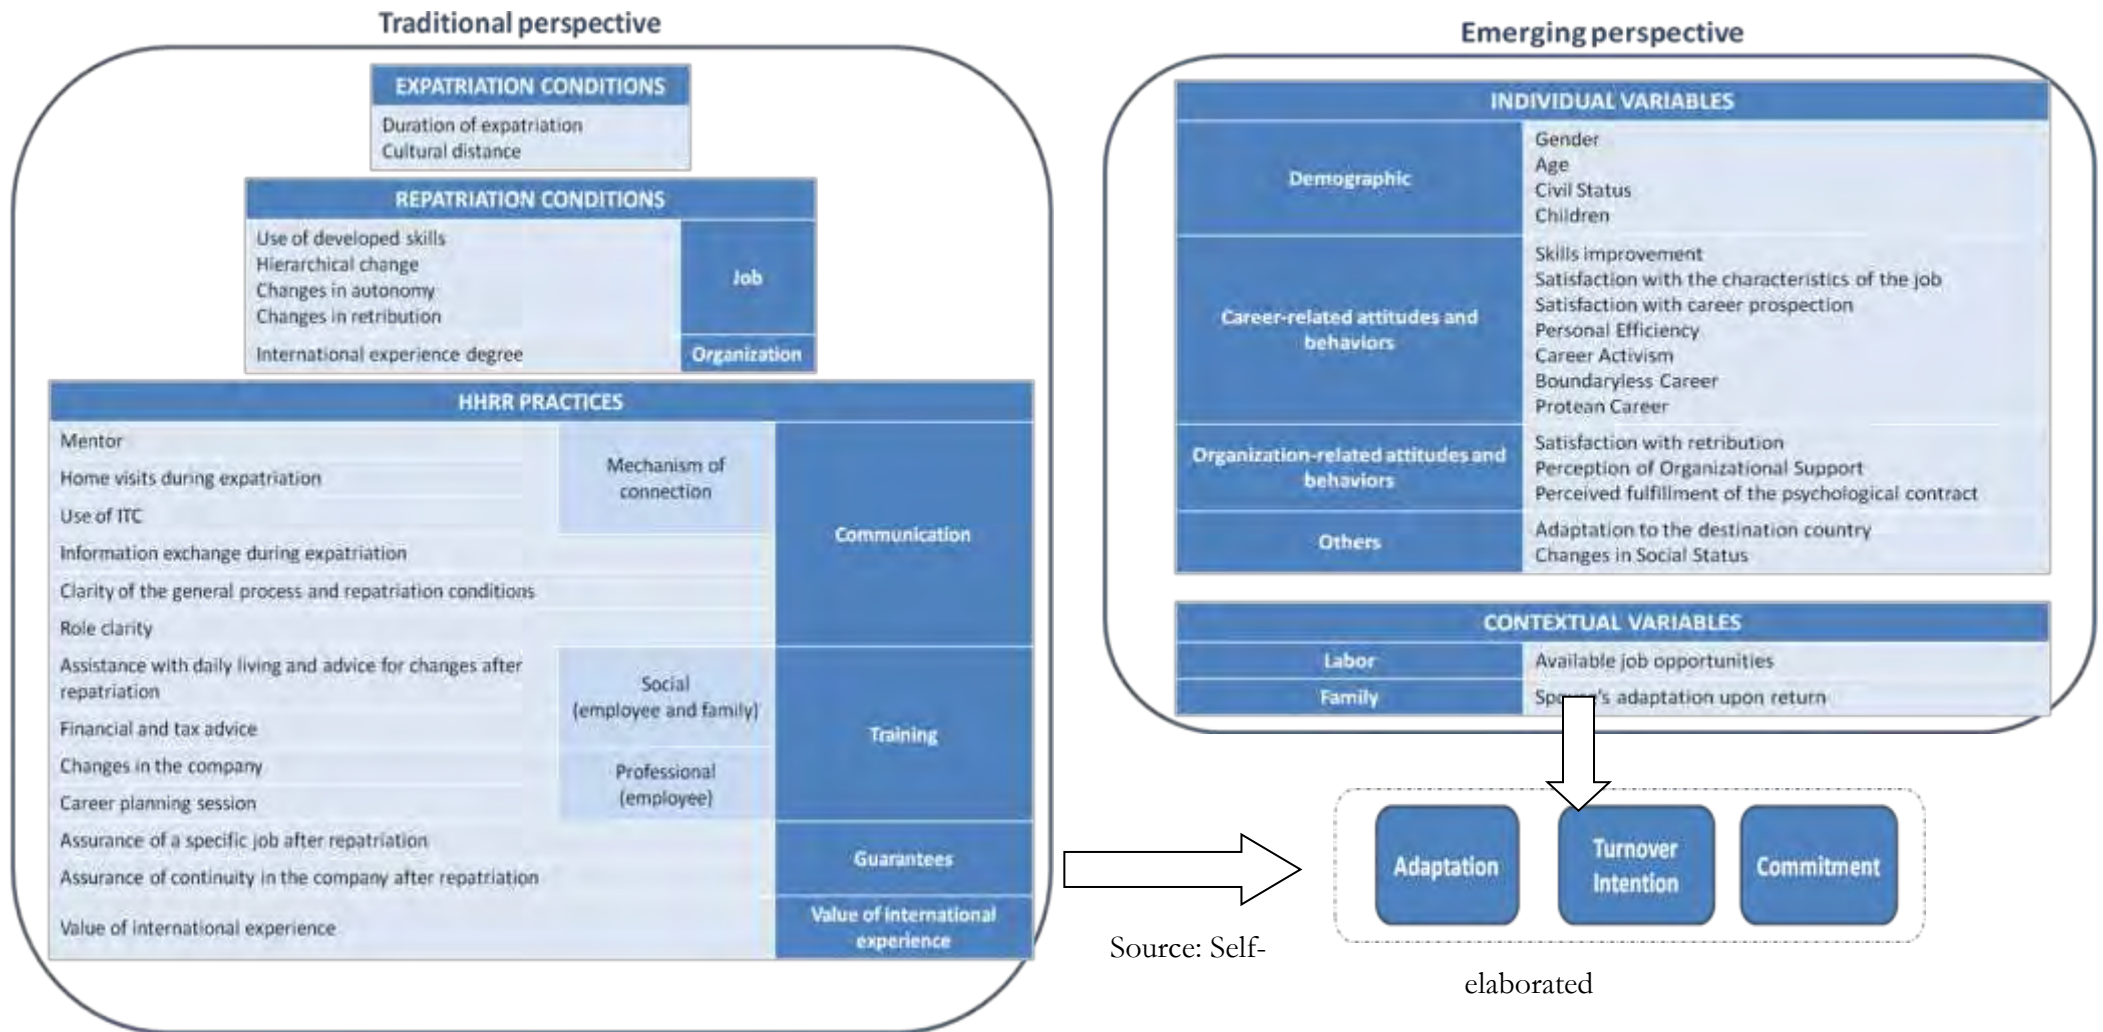 Traditional perspective
EXPATRIATION CONDITIONS
Duration of expatriation
Cultural distance
REPATRIATION CONDITIONS
Use of developed skills
Hierarchical change
Changes in autonomy
Changes in retribution
Job
International experience degree
Organization
HHRR PRACTICES
Mentor
Home visits during expatriation
Use of ITC
Mechanism of
connection
Information exchange during expatriation
Clarity of the general process and repatriation conditions
Role clarity
Communication
Assistance with daily living and advice for changes after
repatriation
Financial and tax advice
Social
(employee and family)
Changes in the company
Career planning session
Professional
(employee)
Training
Assurance of a specific job after repatriation
Assurance of continuity in the company after repatriation
Guarantees
Value of international experience
Value of international
experience
Emerging perspective
INDIVIDUAL VARIABLES
Demographic
Gender
Age
Civil Status
Children
Career-related attitudes and
behaviors
Skills improvement
Satisfaction with the characteristics of the job
Satisfaction with career prospection
Personal Efficiency
Career Activism
Boundaryless Career
Protean Career
Organization-related attitudes and
behaviors
Satisfaction with retribution
Perception of Organizational Support
Perceived fulfillment of the psychological contract
Others
Adaptation to the destination country
Changes in Social Status
CONTEXTUAL VARIABLES
Labor
Available job opportunities
Family
Spouse's adaptation upon return
Adaptation
Turnover
Intention
Commitment
Source: Self-
elaborated